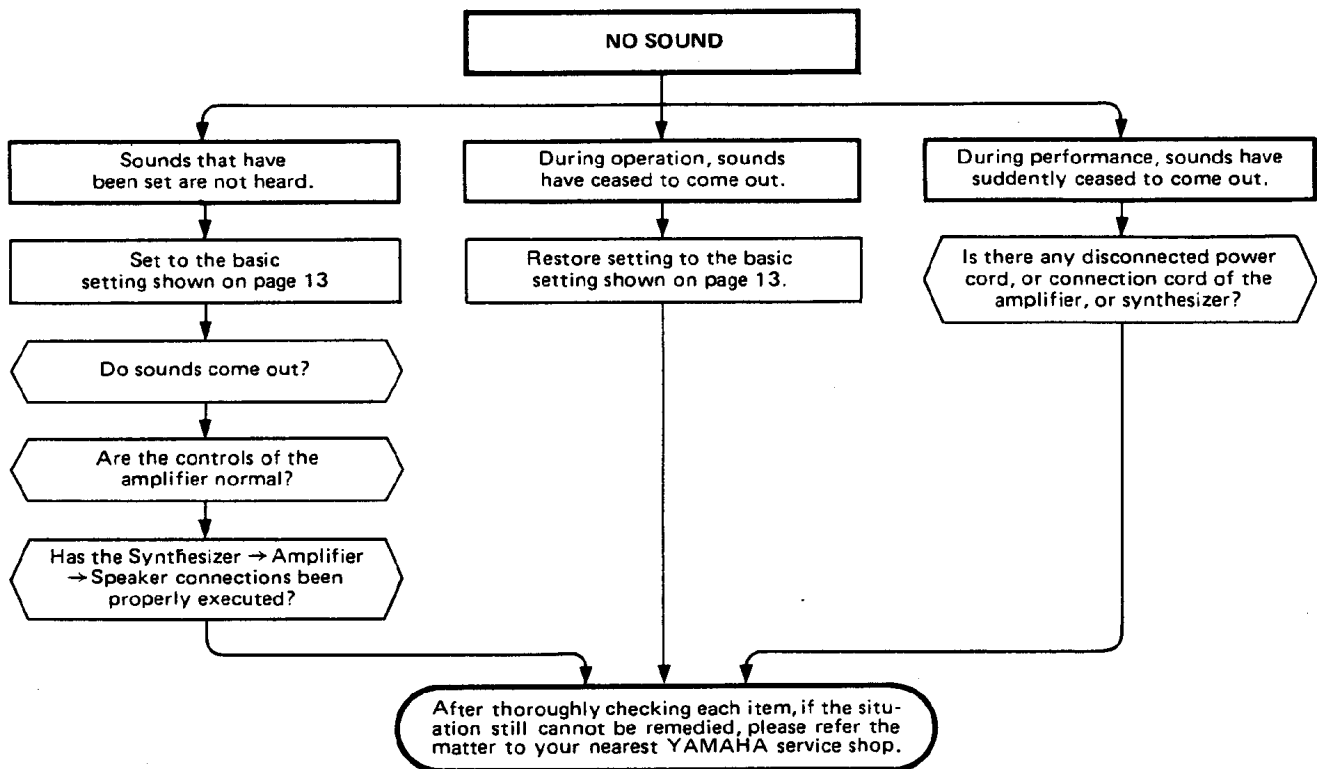 NO SOUND
Sounds that have
been set are not heard.
Set to the basic
setting shown on page 13
Do sounds come out?
Are the controls of the
amplifier normal?
Has the Synthesizer → Amplifier
→ Speaker connections been
properly executed?
During operation, sounds
have ceased to come out.
Restore setting to the basic
setting shown on page 13.
During performance, sounds have
suddently ceased to come out.
Is there any disconnected power
cord, or connection cord of the
amplifier, or synthesizer?
After thoroughly checking each item, if the situ-
ation still cannot be remedied, please refer the
matter to your nearest YAMAHA service shop.